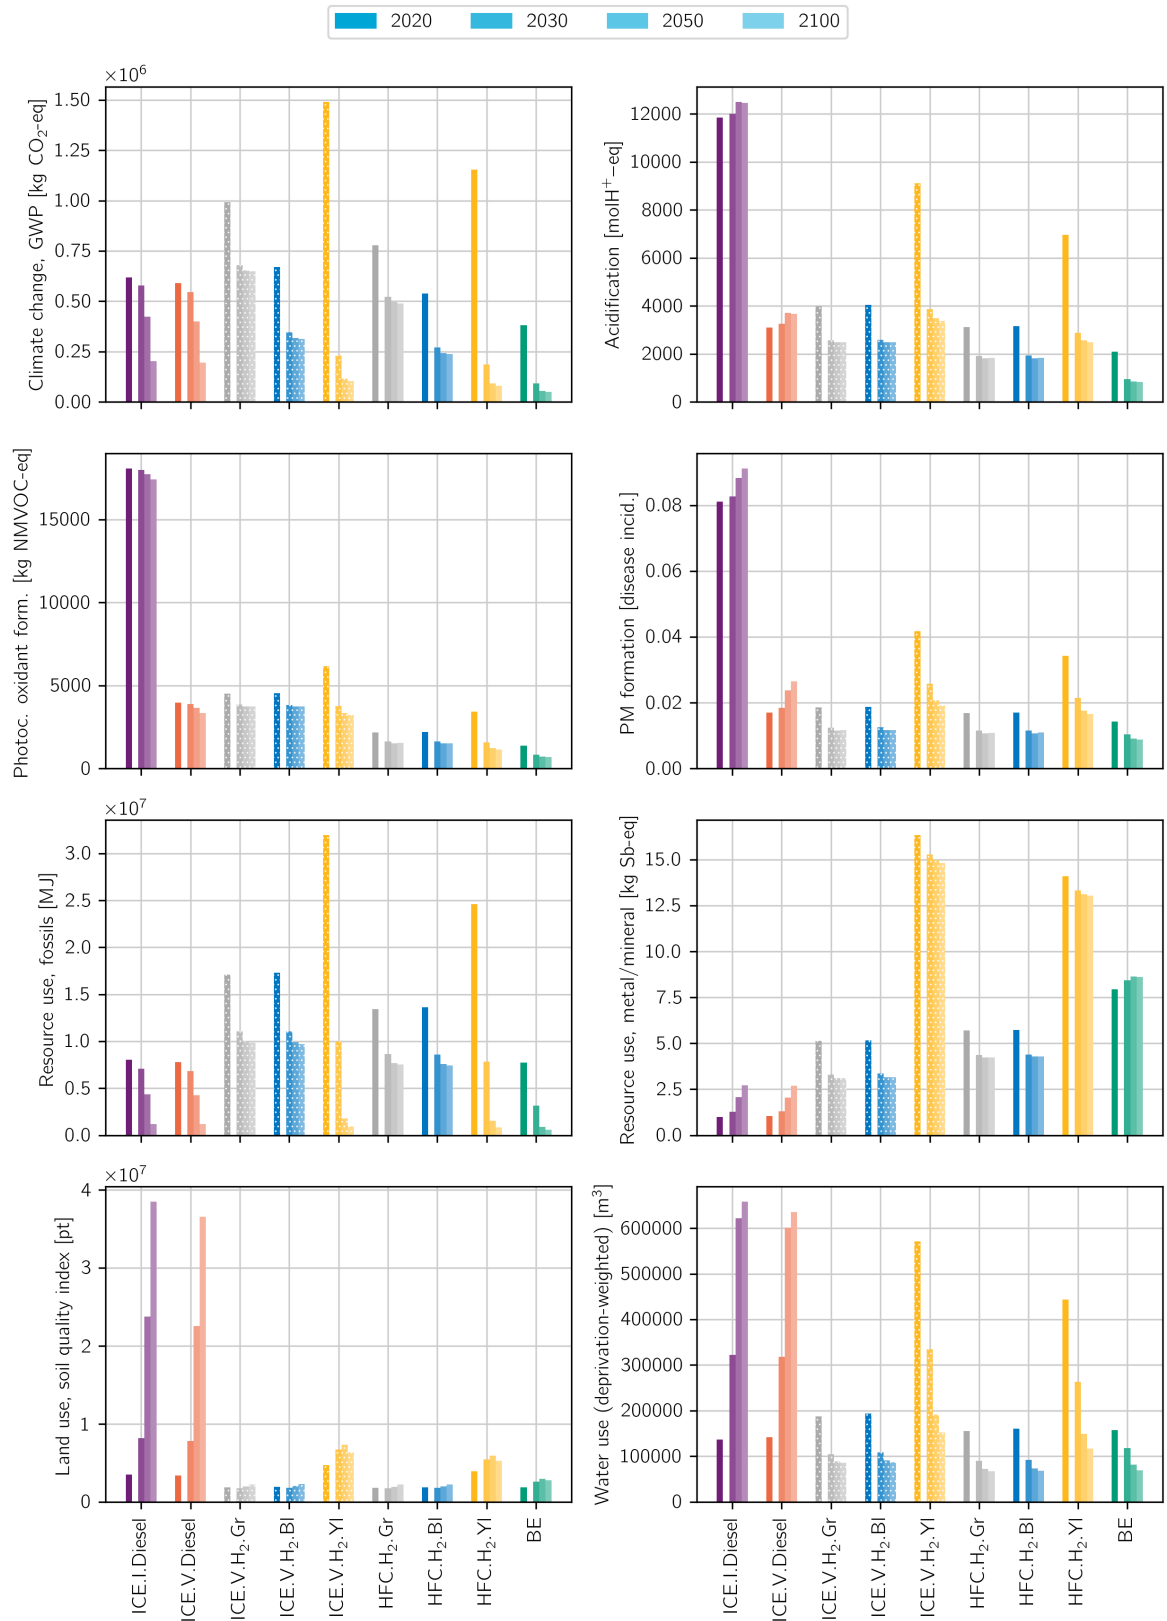 2020 2030 2050 2100
×10⁶
Climate change, GWP [kg CO₂-eq]
1.50
1.25
1.00
0.75
0.50
0.25
0.00
Acidification [molH⁺−eq]
12000
10000
8000
6000
4000
2000
0
Photoc. oxidant form. [kg NMVOC-eq]
15000
10000
5000
0
PM formation [disease incid.]
0.08
0.06
0.04
0.02
0.00
×10⁷
Resource use, fossils [MJ]
3.0
2.5
2.0
1.5
1.0
0.5
0.0
Resource use, metal/mineral [kg Sb-eq]
15.0
12.5
10.0
7.5
5.0
2.5
0.0
×10⁷
Land use, soil quality index [pt]
4
3
2
1
0
Water use (deprivation-weighted) [m³]
600000
500000
400000
300000
200000
100000
0
ICE.I.Diesel
ICE.V.Diesel
ICE.V.H₂.Gr
ICE.V.H₂.Bl
ICE.V.H₂.Yl
HFC.H₂.Gr
HFC.H₂.Bl
HFC.H₂.Yl
BE
ICE.I.Diesel
ICE.V.Diesel
ICE.V.H₂.Gr
ICE.V.H₂.Bl
ICE.V.H₂.Yl
HFC.H₂.Gr
HFC.H₂.Bl
HFC.H₂.Yl
BE